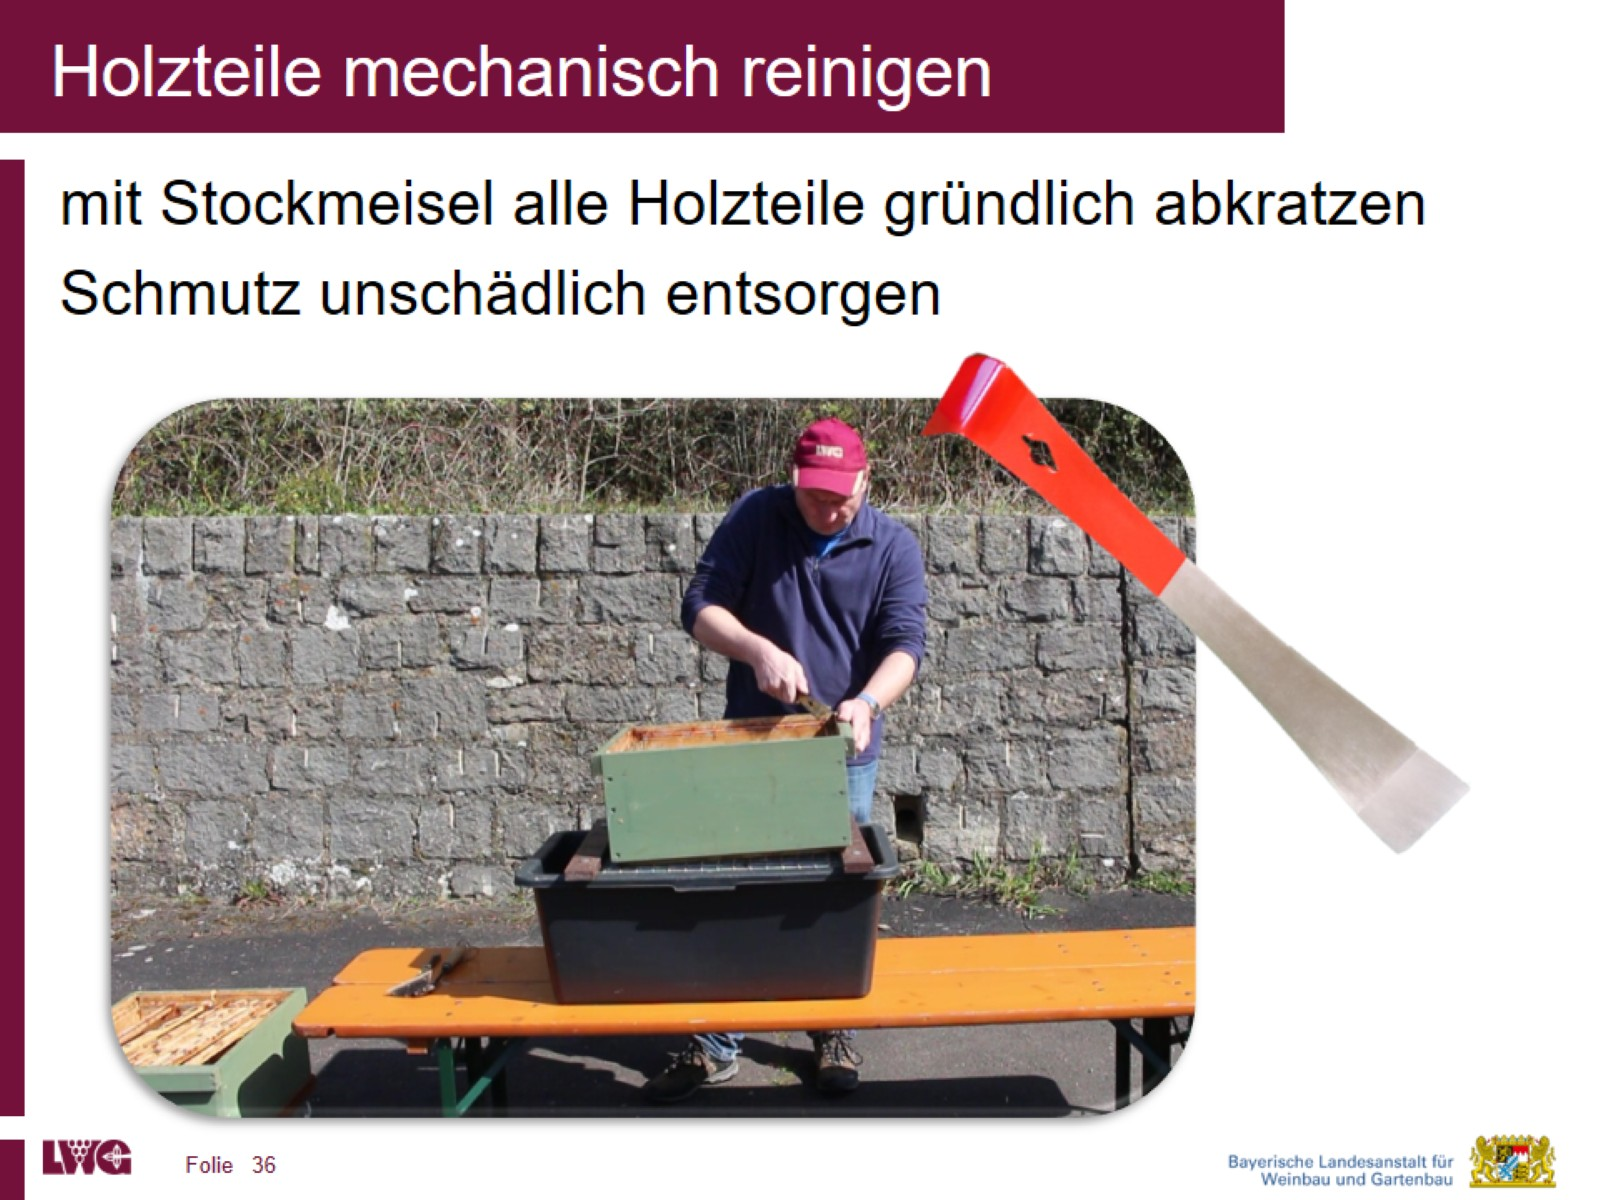 Holzteile mechanisch reinigen
mit Stockmeisel alle Holzteile gründlich abkratzen
Schmutz unschädlich entsorgen
LWG
LWG
Folie 36
Bayerische Landesanstalt für
Weinbau und Gartenbau